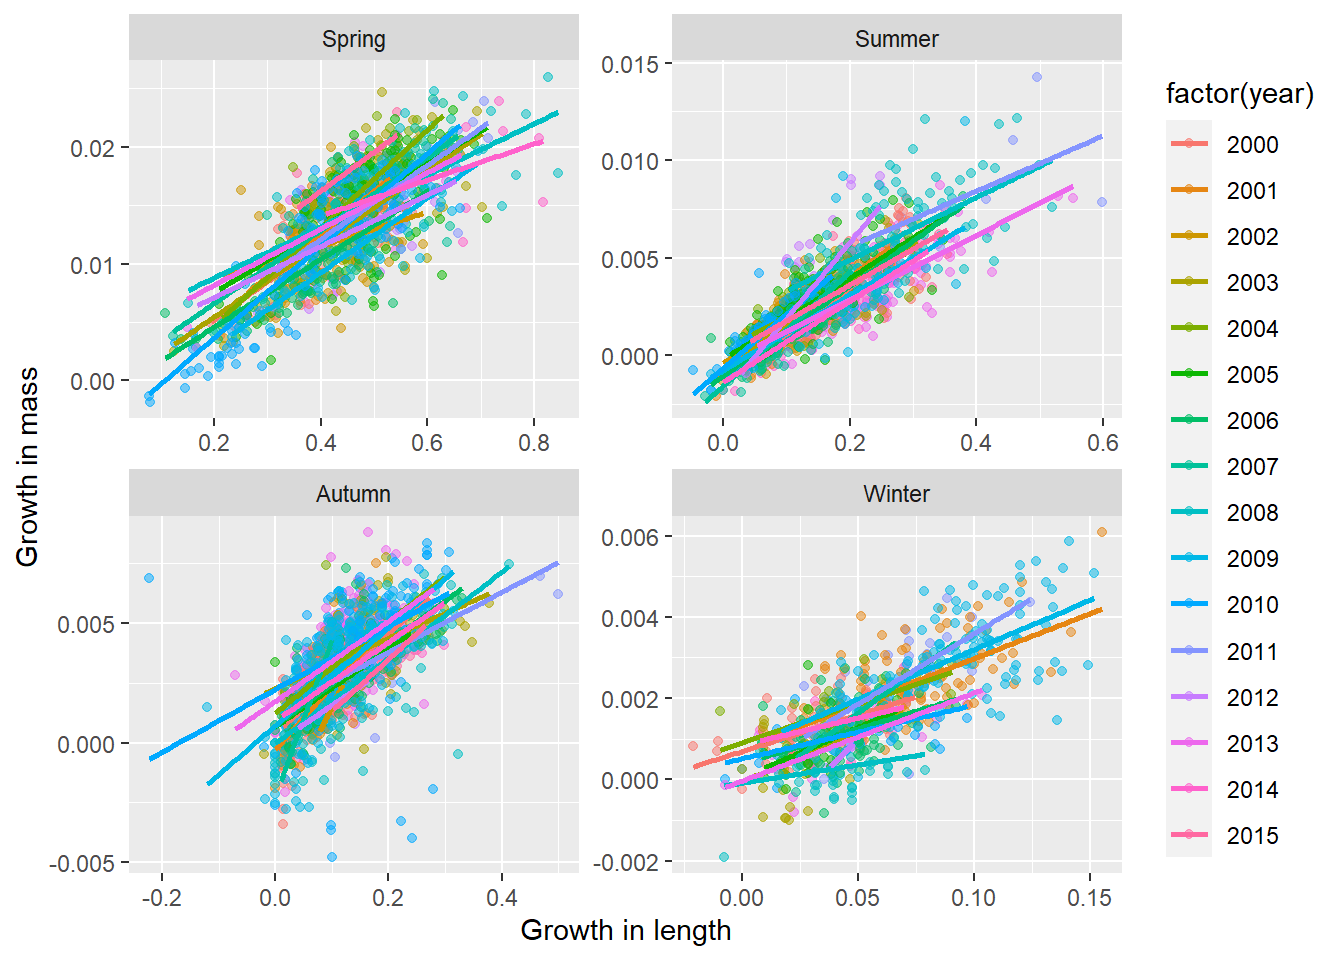 Spring
Summer
0.02
0.01
0.00
0.2 0.4 0.6 0.8
0.015
0.010
0.005
0.000
0.0 0.2 0.4 0.6
Autumn
Winter
0.005
0.000
-0.005
-0.2 0.0 0.2 0.4
0.006
0.004
0.002
0.000
-0.002
0.00 0.05 0.10 0.15
Growth in mass
Growth in length
factor(year)
2000
2001
2002
2003
2004
2005
2006
2007
2008
2009
2010
2011
2012
2013
2014
2015